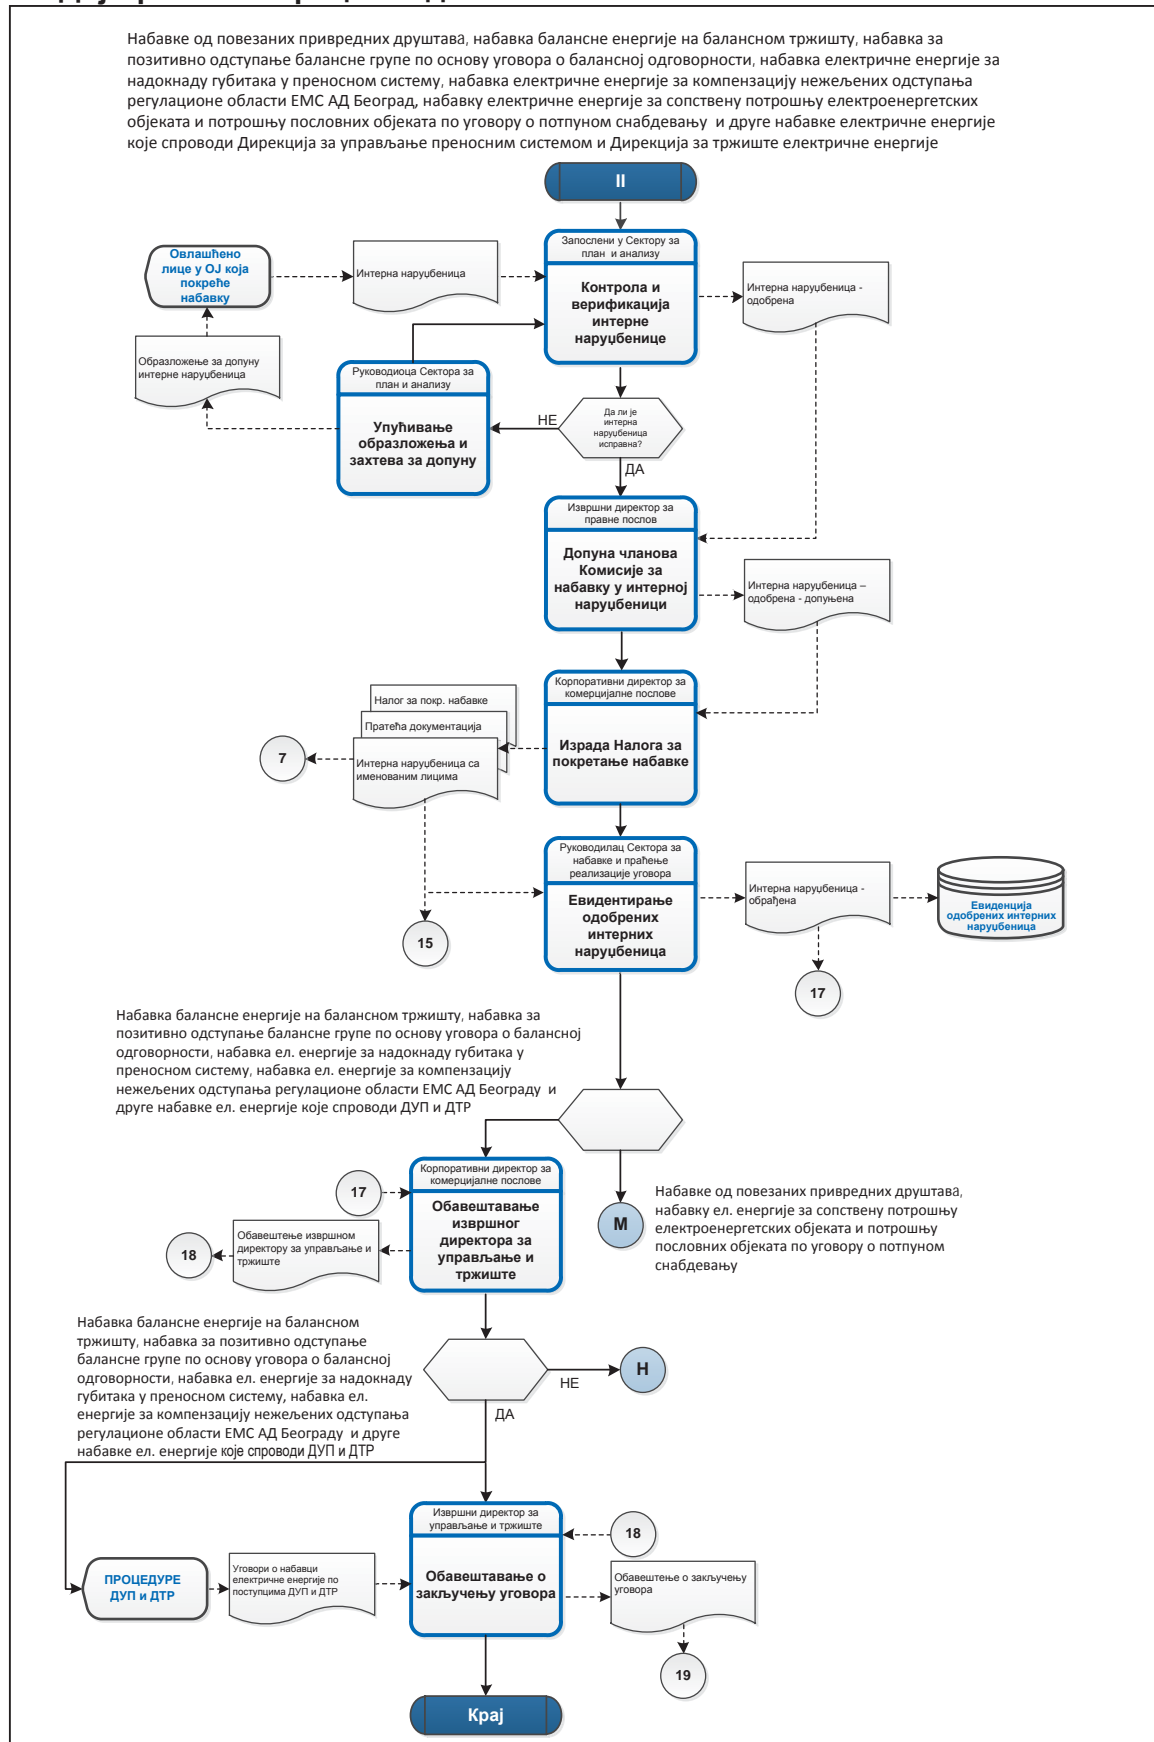 Набавке од повезаних привредних друштава, набавка балансне енергије на балансном тржишту, набавка за
позитивно одступање балансне групе по основу уговора о балансној одговорности, набавка електричне енергије за
надокнаду губитака у преносном систему, набавка електричне енергије за компензацију нежељених одступања
регулационе области ЕМС АД Београд, набавку електричне енергије за сопствену потрошњу електроенергетских
објеката и потрошњу пословних објеката по уговору о потпуном снабдевању и друге набавке електричне енергије
које спроводи Дирекција за управљање преносним системом и Дирекција за тржиште електричне енергије
II
Запослени у Сектору за
план и анализу
Контрола и
верификација
интерне
наруџбенице
Овлашћено
лице у ОЈ која
покреће
набавку
Интерна наруџбеница
Интерна наруџбеница -
одобрена
Образложење за допуну
интерне наруџбеница
Руководиоца Сектора за
план и анализу
Упућивање
образложења и
захтева за допуну
НЕ
Да ли је
интерна
наруџбеница
исправна?
ДА
Извршни директор за
правне послов
Допуна чланова
Комисије за
набавку у интерној
наруџбеници
Интерна наруџбеница –
одобрена - допуњена
Корпоративни директор за
комерцијалне послове
Израда Налога за
покретање набавке
Налог за покр. набавке
Пратећа документација
Интерна наруџбеница са
именованим лицима
7
Руководилац Сектора за
набавке и праћење
реализације уговора
Евидентирање
одобрених
интерних
наруџбеница
15
Интерна наруџбеница -
обрађена
Евиденција
одобрених интерних
наруџбеница
17
Набавка балансне енергије на балансном тржишту, набавка за
позитивно одступање балансне групе по основу уговора о балансној
одговорности, набавка ел. енергије за надокнаду губитака у
преносном систему, набавка ел. енергије за компензацију
нежељених одступања регулационе области ЕМС АД Београду и
друге набавке ел. енергије које спроводи ДУП и ДТР
Корпоративни директор за
комерцијалне послове
Обавештавање
извршног
директора за
управљање и
тржиште
17
Обавештење извршном
директору за управљање и
тржиште
18
М
Набавке од повезаних привредних друштава,
набавку ел. енергије за сопствену потрошњу
електроенергетских објеката и потрошњу
пословних објеката по уговору о потпуном
снабдевању
Набавка балансне енергије на балансном
тржишту, набавка за позитивно одступање
балансне групе по основу уговора о балансној
одговорности, набавка ел. енергије за надокнаду
губитака у преносном систему, набавка ел.
енергије за компензацију нежељених одступања
регулационе области ЕМС АД Београду и друге
набавке ел. енергије које спроводи ДУП и ДТР
НЕ
Н
ДА
Извршни директор за
управљање и тржиште
Обавештавање о
закључењу уговора
18
ПРОЦЕДУРЕ
ДУП и ДТР
Уговори о набавци
електричне енергије по
поступцима ДУП и ДТР
Обавештење о закључењу
уговора
19
Крај